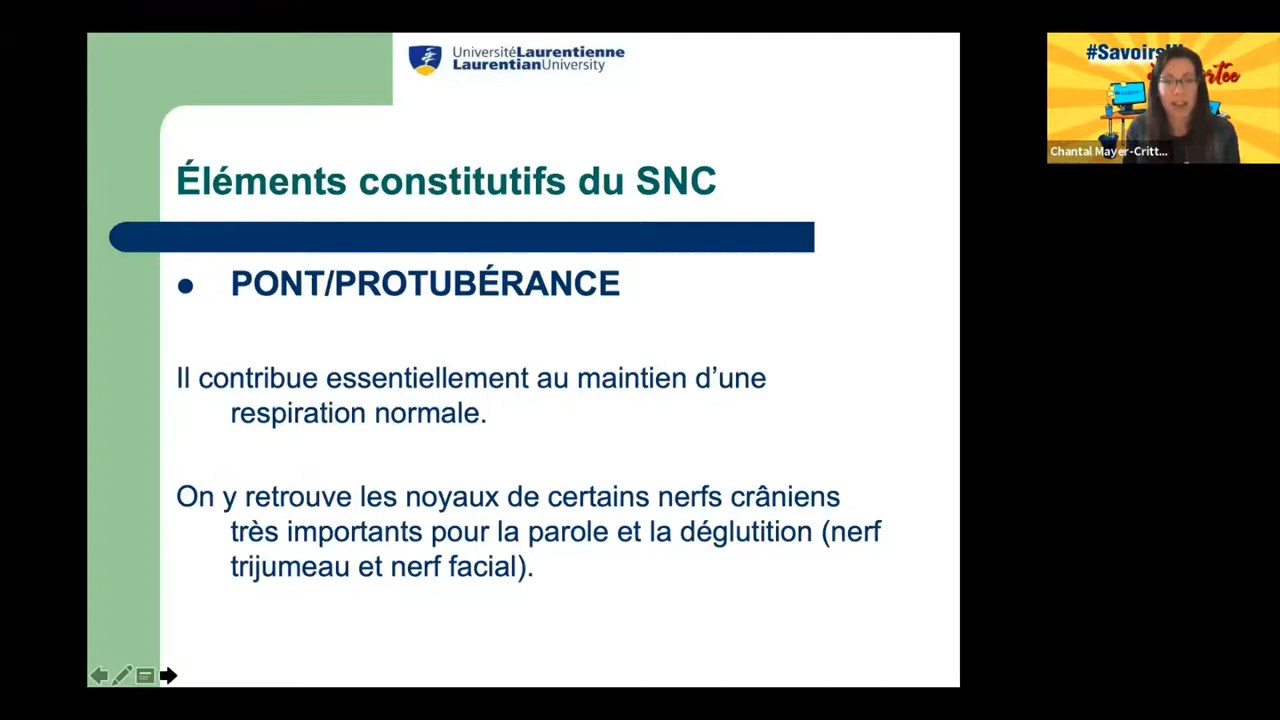 UniversitéLaurentienne
LaurentianUniversity
#Savoirs
Chantal Mayer-Critt...
Éléments constitutifs du SNC
PONT/PROTUBÉRANCE
Il contribue essentiellement au maintien d’une
respiration normale.
On y retrouve les noyaux de certains nerfs crâniens
très importants pour la parole et la déglutition (nerf
trijumeau et nerf facial).